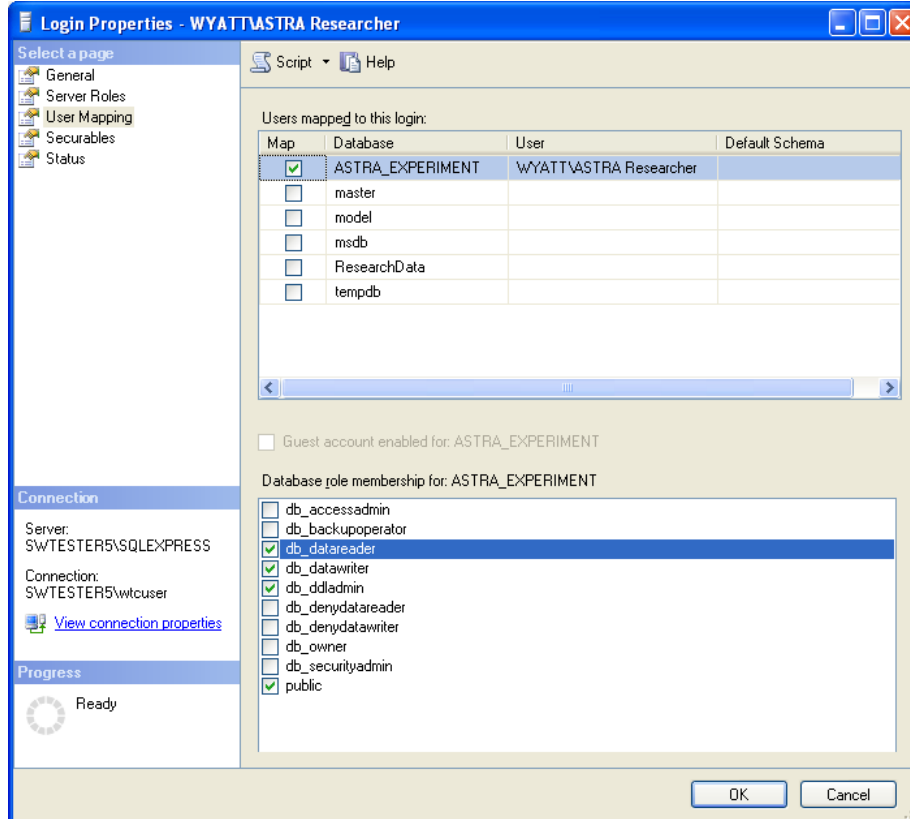 Login Properties - WYATT\ASTRA Researcher
Select a page
General
Server Roles
User Mapping
Securables
Status
Script Help
Users mapped to this login:
Map Database User Default Schema
ASTRA_EXPERIMENT WYATT\ASTRA Researcher
master
model
msdb
ResearchData
tempdb
Guest account enabled for: ASTRA_EXPERIMENT
Database role membership for: ASTRA_EXPERIMENT
db_accessadmin
db_backupoperator
db_datareader
db_datawriter
db_ddladmin
db_denydatareader
db_denydatawriter
db_owner
db_securityadmin
public
Connection
Server:
SWTESTER5\SQLEXPRESS
Connection:
SWTESTER5\wtcuser
View connection properties
Progress
Ready
OK Cancel